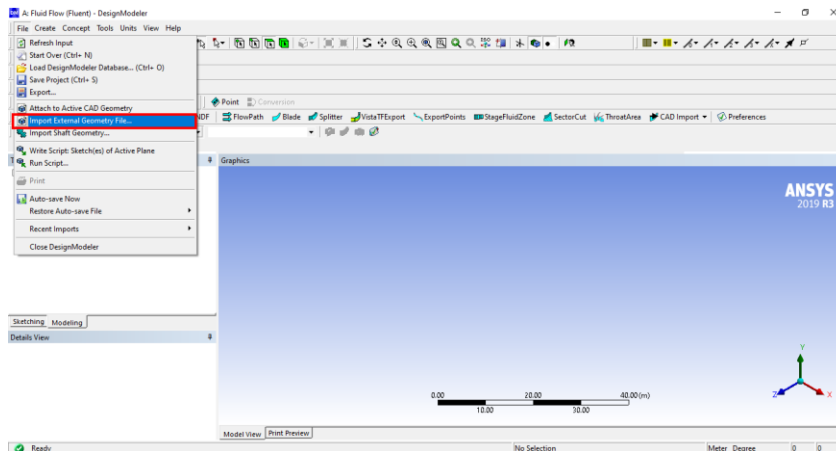 A: Fluid Flow (Fluent) - DesignModeler
File Create Concept Tools Units View Help
Refresh Input
Start Over (Ctrl+ N)
Load DesignModeler Database... (Ctrl+ O)
Save Project (Ctrl+ S)
Export...
Attach to Active CAD Geometry
Import External Geometry File...
Import Shaft Geometry...
Write Script: Sketch(es) of Active Plane
Run Script...
Print
Auto-save Now
Restore Auto-save File
Recent Imports
Close DesignModeler
Point Conversion
NDF FlowPath Blade Splitter VistaTFExport ExportPoints StageFluidZone SectorCut ThroatArea CAD Import Preferences
Graphics
ANSYS
2019 R3
Sketching Modeling
Details View
Y
Z X
0.00 20.00 40.00 (m)
10.00 30.00
Model View Print Preview
Ready No Selection Meter Degree 0 0